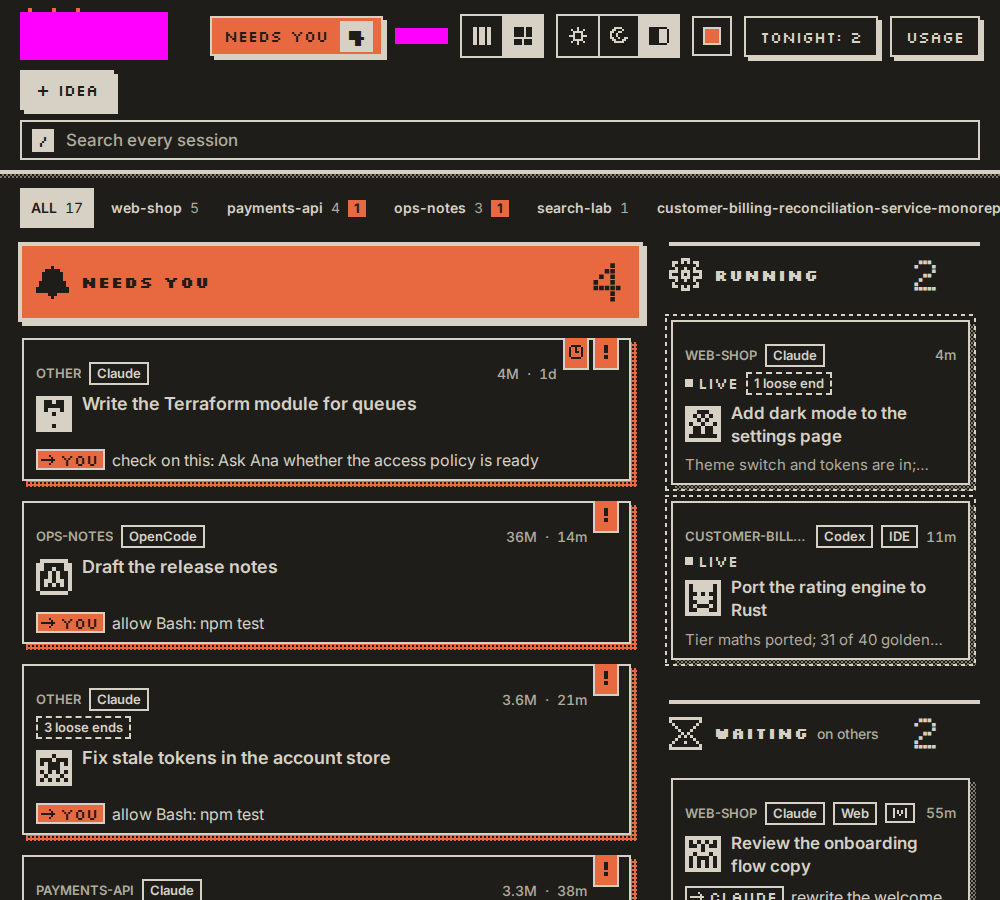 NEEDS YOU
TONIGHT: 2
USAGE
+ IDEA
/ Search every session
ALL 17
web-shop 5
payments-api 4 1
ops-notes 3 1
search-lab 1
customer-billing-reconciliation-service-monorep
NEEDS YOU 4
OTHER Claude 4M · 1d !
Write the Terraform module for queues
→ YOU check on this: Ask Ana whether the access policy is ready
OPS-NOTES OpenCode 36M · 14m !
Draft the release notes
→ YOU allow Bash: npm test
OTHER Claude 3.6M · 21m !
3 loose ends
Fix stale tokens in the account store
→ YOU allow Bash: npm test
PAYMENTS-API Claude 3.3M · 38m !
RUNNING 2
WEB-SHOP Claude 4m
LIVE 1 loose end
Add dark mode to the
settings page
Theme switch and tokens are in;...
CUSTOMER-BILL... Codex IDE 11m
LIVE
Port the rating engine to
Rust
Tier maths ported; 31 of 40 golden...
WAITING on others 2
WEB-SHOP Claude Web 55m
Review the onboarding
flow copy
→ CLAUDE rewrite the welcome